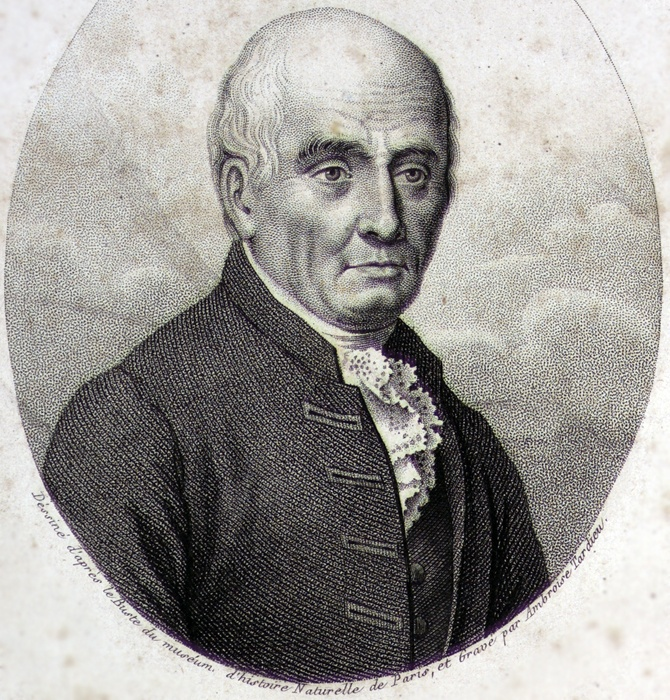 Dessiné d'après le Buste du muséum, d'histoire Naturelle de Paris, et Gravé par Ambroise Tardieu.